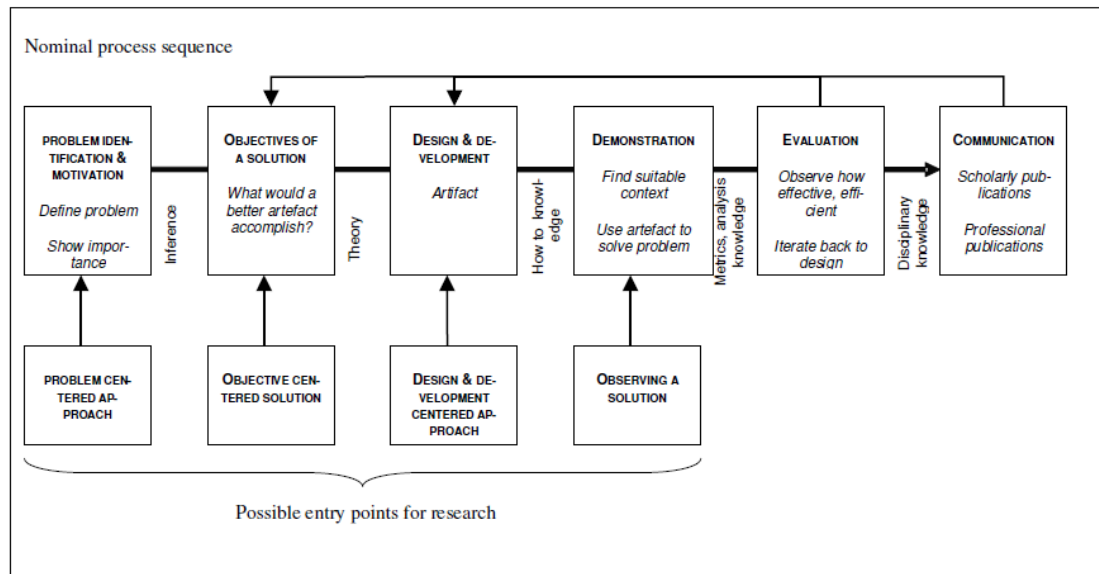 Nominal process sequence
PROBLEM IDEN-
TIFICATION &
MOTIVATION
Define problem
Show impor-
tance
Inference
OBJECTIVES OF
A SOLUTION
What would a
better artefact
accomplish?
Theory
DESIGN & DE-
VELOPMENT
Artifact
How to knowl-
edge
DEMONSTRATION
Find suitable
context
Use artefact to
solve problem
Metrics, analysis
knowledge
EVALUATION
Observe how
effective, effi-
cient
Iterate back to
design
Disciplinary
knowledge
COMMUNICATION
Scholarly pub-
lications
Professional
publications
PROBLEM CEN-
TERED AP-
PROACH
OBJECTIVE CEN-
TERED SOLUTION
DESIGN & DE-
VELOPMENT
CENTERED AP-
PROACH
OBSERVING A
SOLUTION
Possible entry points for research